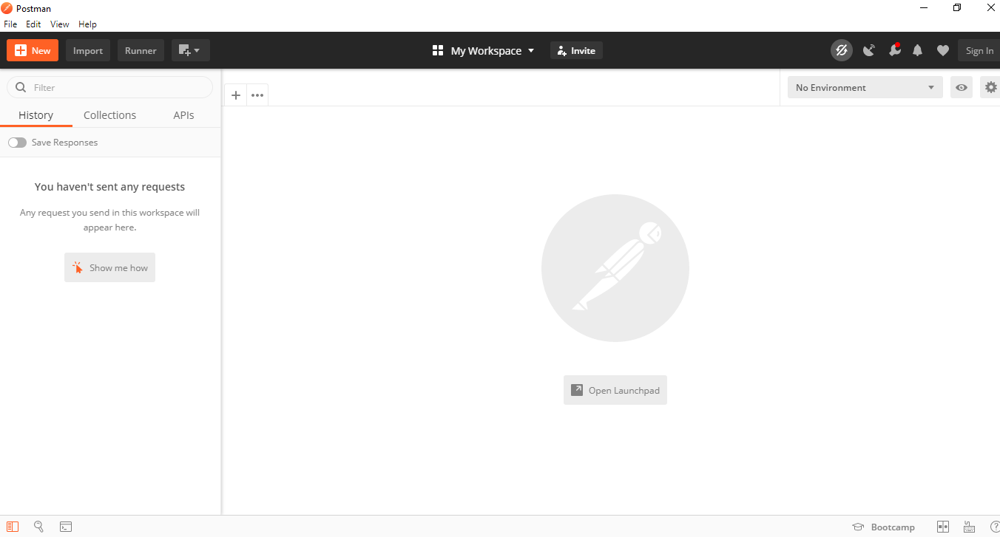 Postman
File Edit View Help
New Import Runner My Workspace Invite Sign In
Filter
No Environment
History Collections APIs
Save Responses
You haven't sent any requests
Any request you send in this workspace will
appear here.
Show me how
Open Launchpad
Bootcamp